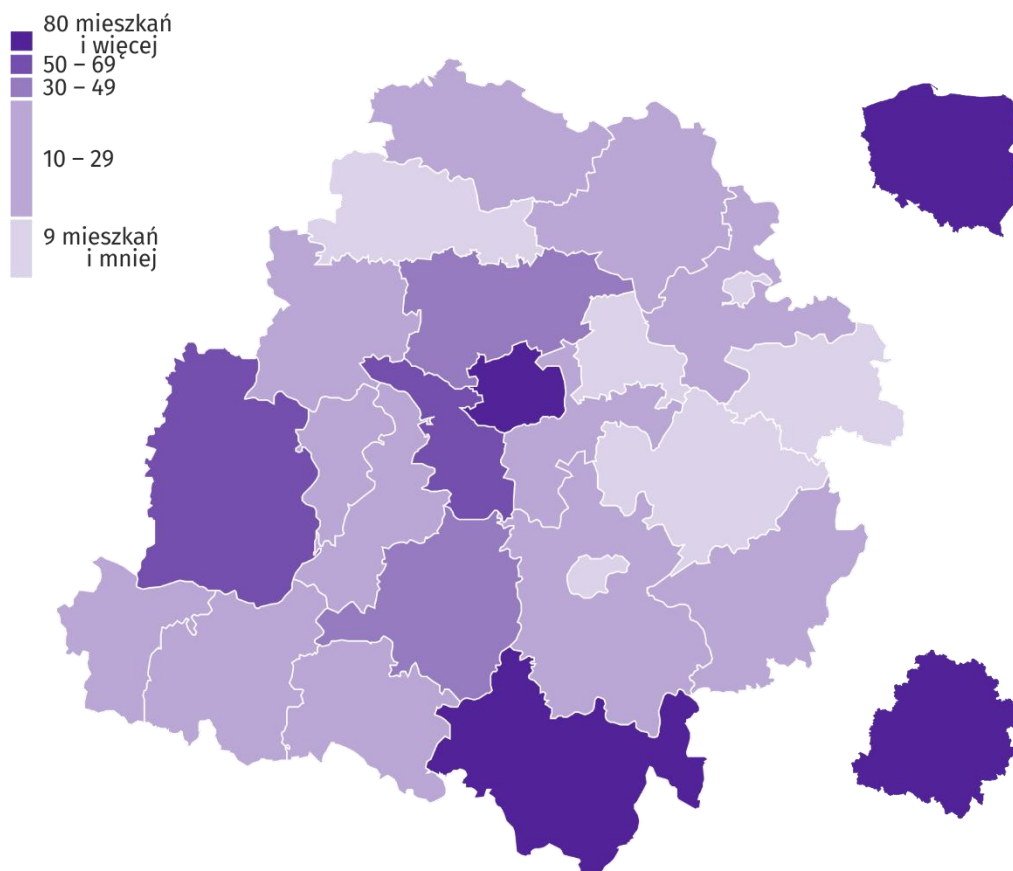 80 mieszkań
i więcej
50 – 69
30 – 49
10 – 29
9 mieszkań
i mniej